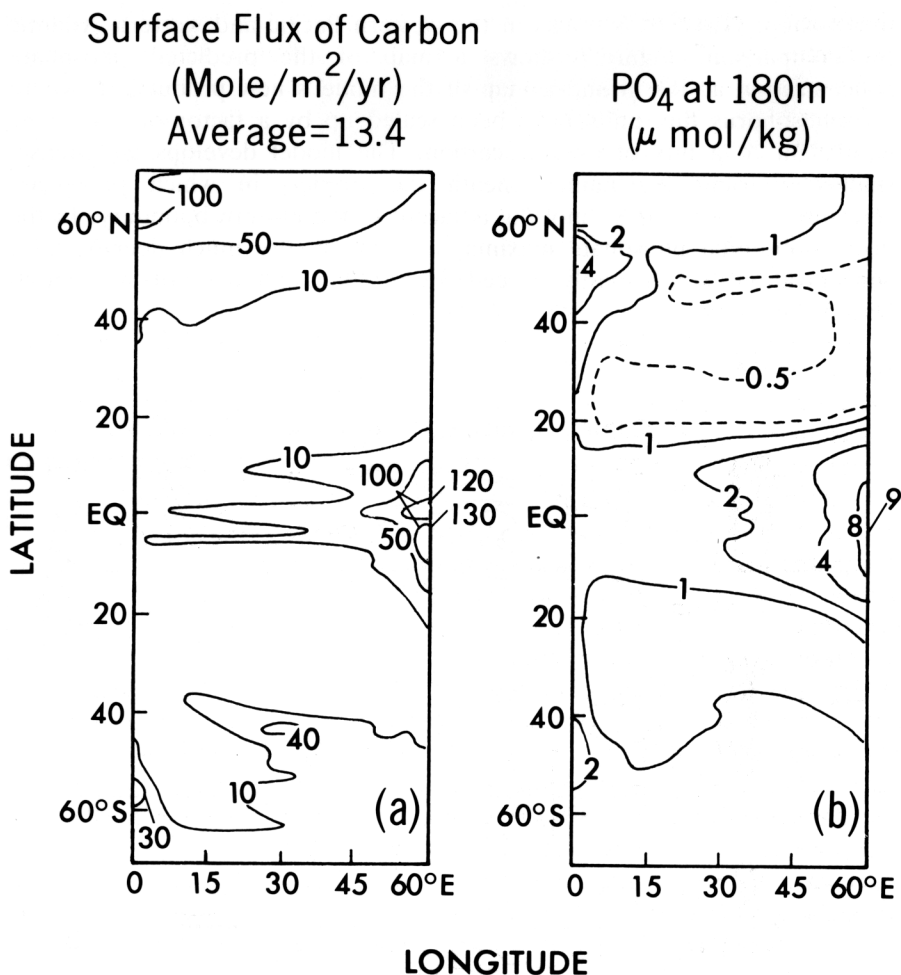 Surface Flux of Carbon
(Mole/m²/yr)
Average=13.4
PO₄ at 180m
(μ mol/kg)
LATITUDE
60°N
40
20
EQ
20
40
60°S
0
15
30
45
60°E
100
50
10
10
100
120
130
50
40
10
30
(a)
60°N
40
20
EQ
20
40
60°S
0
15
30
45
60°E
2
4
1
0.5
1
2
9
8
4
1
2
(b)
LONGITUDE